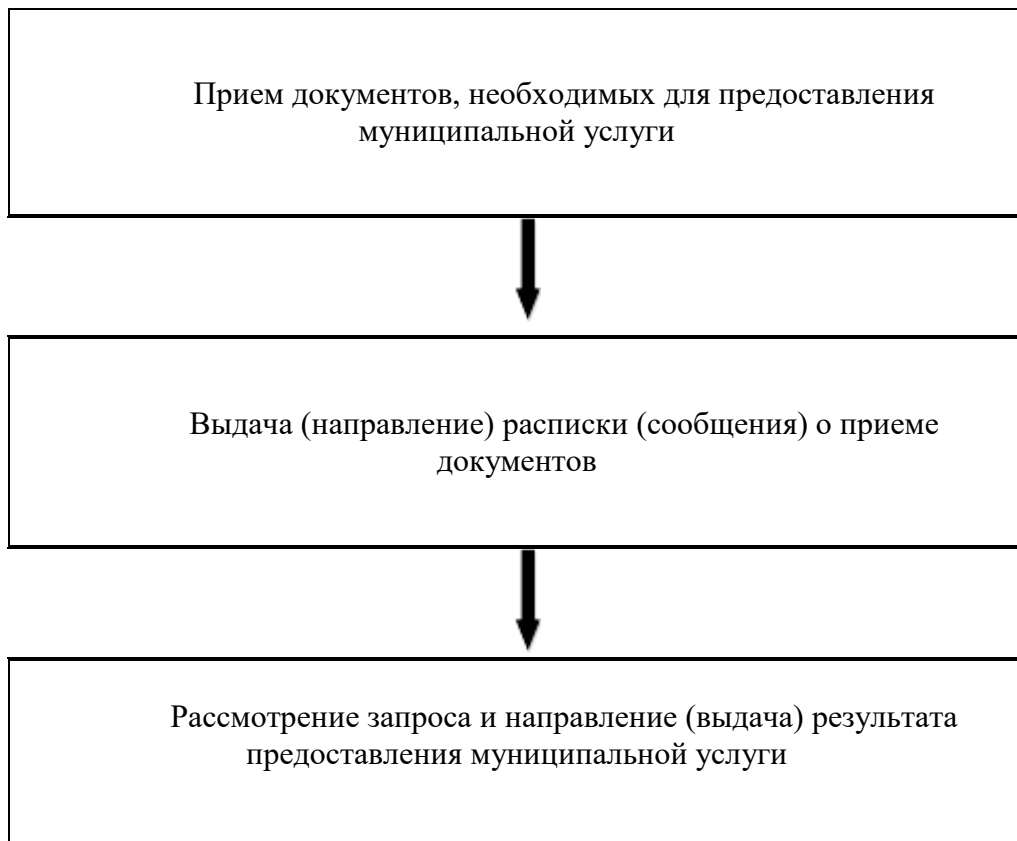 Прием документов, необходимых для предоставления
муниципальной услуги
Выдача (направление) расписки (сообщения) о приеме
документов
Рассмотрение запроса и направление (выдача) результата
предоставления муниципальной услуги